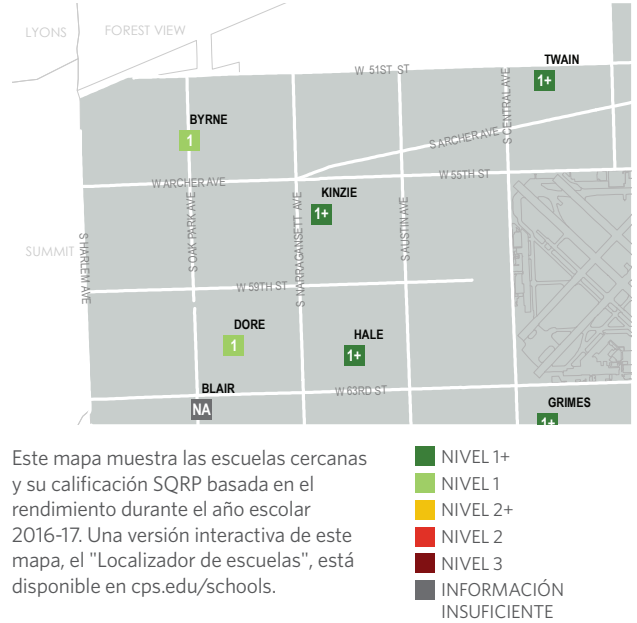 LYONS
FOREST VIEW
TWAIN
W 51ST ST
1+
S CENTRAL AVE
BYRNE
1
S ARCHER AVE
W ARCHER AVE
W 55TH ST
KINZIE
1+
S HARLEM AVE
S OAK PARK AVE
S NARRAGANSETT AVE
S AUSTIN AVE
SUMMIT
W 59TH ST
DORE
1
HALE
1+
BLAIR
NA
W 63RD ST
GRIMES
1+
Este mapa muestra las escuelas cercanas
y su calificación SQRP basada en el
rendimiento durante el año escolar
2016-17. Una versión interactiva de este
mapa, el "Localizador de escuelas", está
disponible en cps.edu/schools.
NIVEL 1+
NIVEL 1
NIVEL 2+
NIVEL 2
NIVEL 3
INFORMACIÓN
INSUFICIENTE